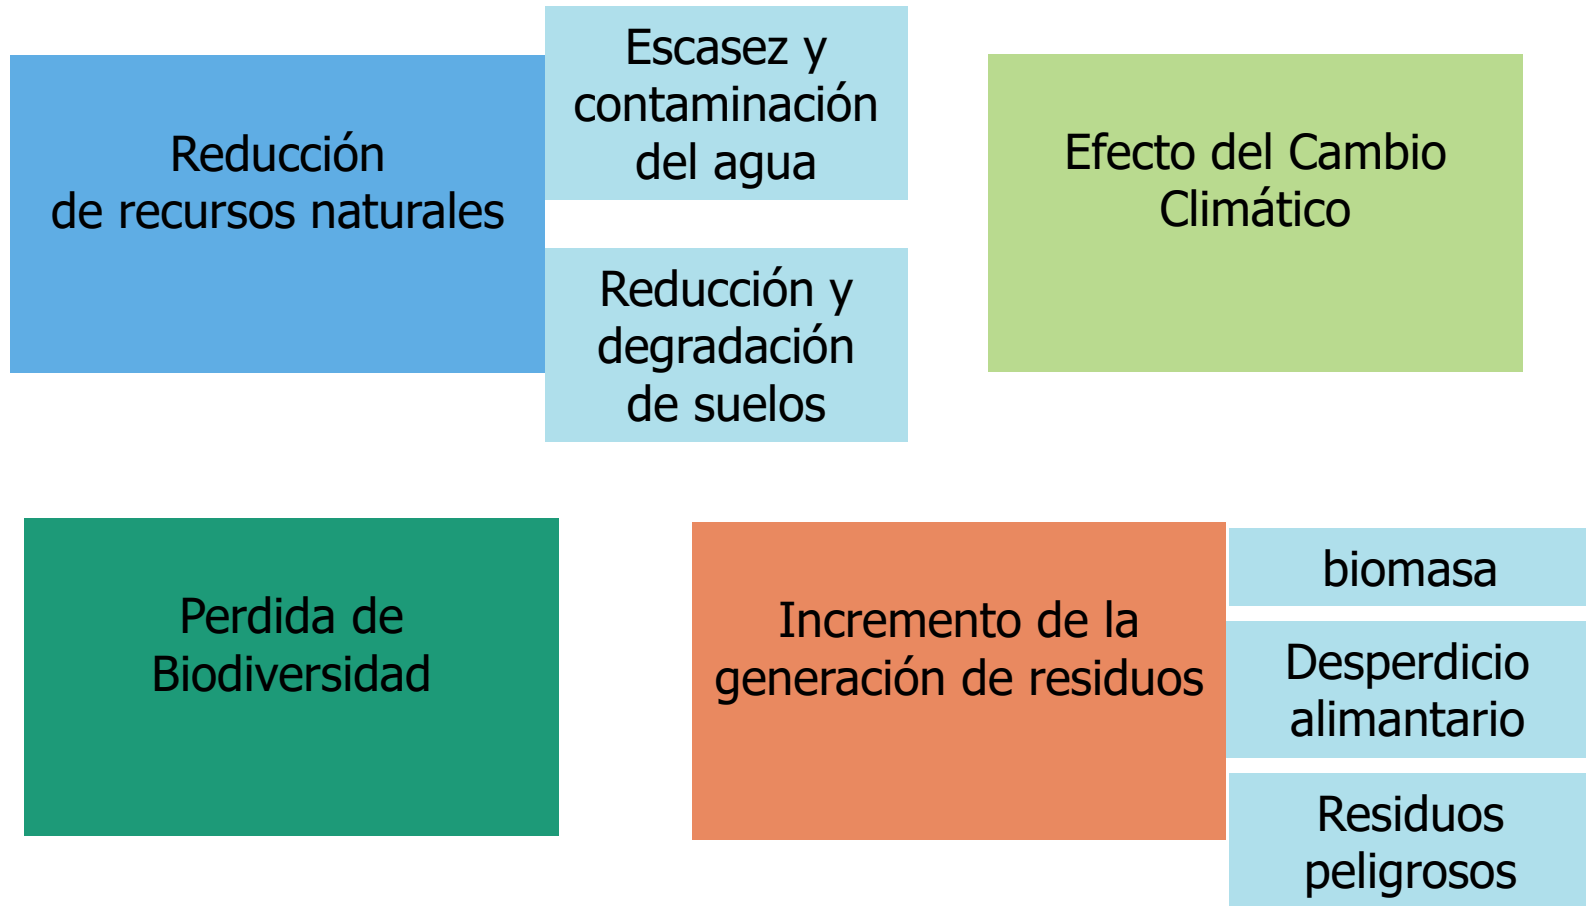 Reducción
de recursos naturales
Escasez y
contaminación
del agua
Reducción y
degradación
de suelos
Efecto del Cambio
Climático
Perdida de
Biodiversidad
Incremento de la
generación de residuos
biomasa
Desperdicio
alimantario
Residuos
peligrosos